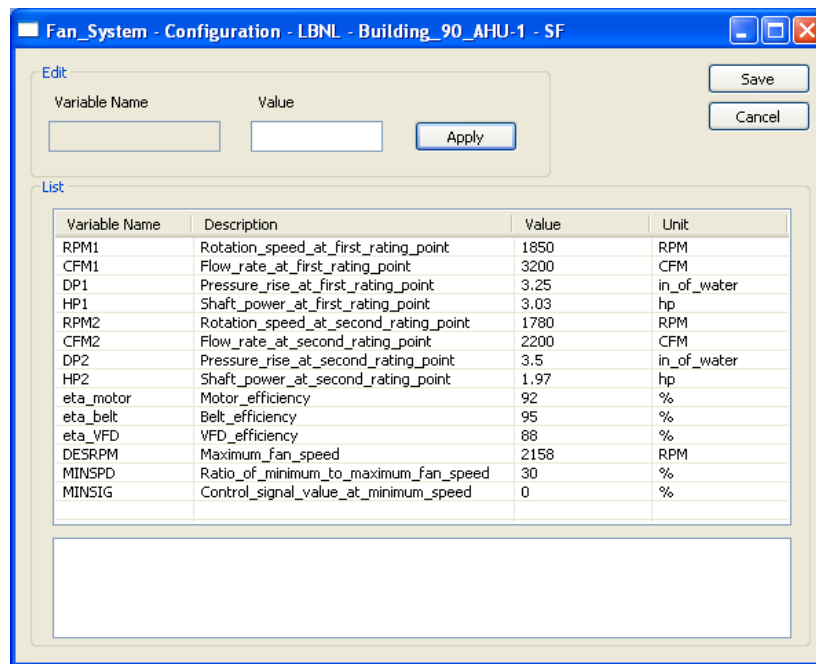 Fan_System - Configuration - LBNL - Building_90_AHU-1 - SF
Edit
Variable Name Value
Apply
Save
Cancel
List
Variable Name Description Value Unit
RPM1 Rotation_speed_at_first_rating_point 1850 RPM
CFM1 Flow_rate_at_first_rating_point 3200 CFM
DP1 Pressure_rise_at_first_rating_point 3.25 in_of_water
HP1 Shaft_power_at_first_rating_point 3.03 hp
RPM2 Rotation_speed_at_second_rating_point 1780 RPM
CFM2 Flow_rate_at_second_rating_point 2200 CFM
DP2 Pressure_rise_at_second_rating_point 3.5 in_of_water
HP2 Shaft_power_at_second_rating_point 1.97 hp
eta_motor Motor_efficiency 92 %
eta_belt Belt_efficiency 95 %
eta_VFD VFD_efficiency 88 %
DESRPM Maximum_fan_speed 2158 RPM
MINSPD Ratio_of_minimum_to_maximum_fan_speed 30 %
MINSIG Control_signal_value_at_minimum_speed 0 %